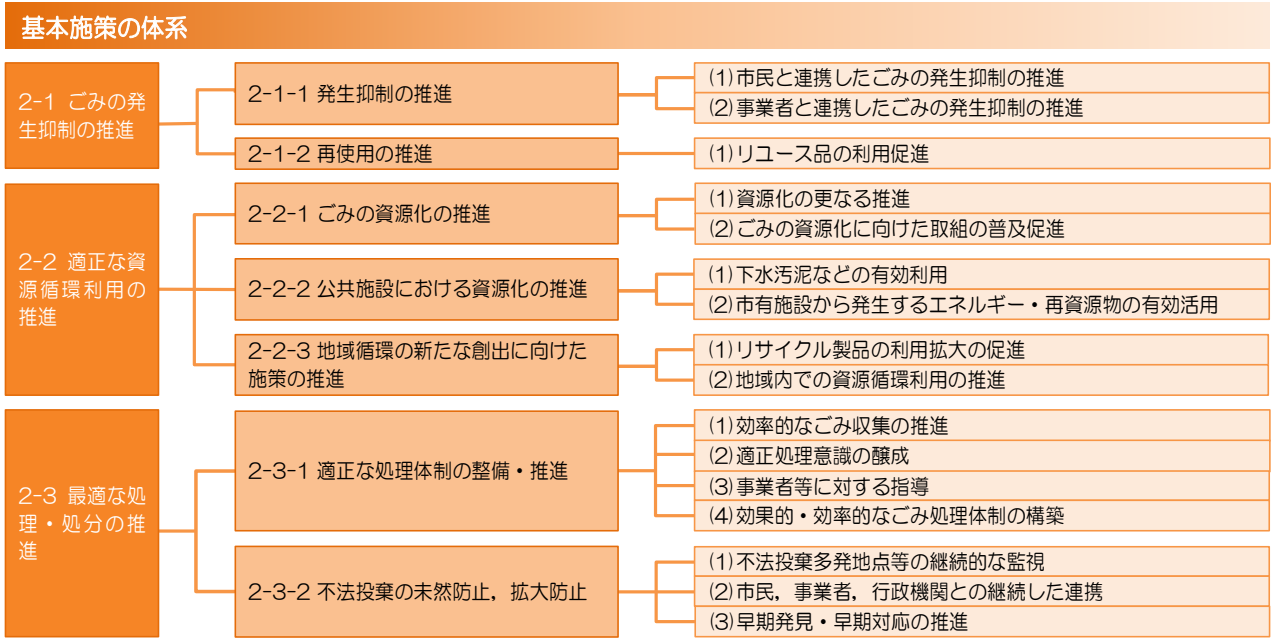 基本施策の体系
2-1 ごみの発
生抑制の推進
2-1-1 発生抑制の推進
(1)市民と連携したごみの発生抑制の推進
(2)事業者と連携したごみの発生抑制の推進
2-1-2 再使用の推進
(1)リユース品の利用促進
2-2 適正な資
源循環利用の
推進
2-2-1 ごみの資源化の推進
(1)資源化の更なる推進
(2)ごみの資源化に向けた取組の普及促進
2-2-2 公共施設における資源化の推進
(1)下水汚泥などの有効利用
(2)市有施設から発生するエネルギー・再資源物の有効活用
2-2-3 地域循環の新たな創出に向けた
施策の推進
(1)リサイクル製品の利用拡大の促進
(2)地域内での資源循環利用の推進
2-3 最適な処
理・処分の推
進
2-3-1 適正な処理体制の整備・推進
(1)効率的なごみ収集の推進
(2)適正処理意識の醸成
(3)事業者等に対する指導
(4)効果的・効率的なごみ処理体制の構築
2-3-2 不法投棄の未然防止，拡大防止
(1)不法投棄多発地点等の継続的な監視
(2)市民，事業者，行政機関との継続した連携
(3)早期発見・早期対応の推進